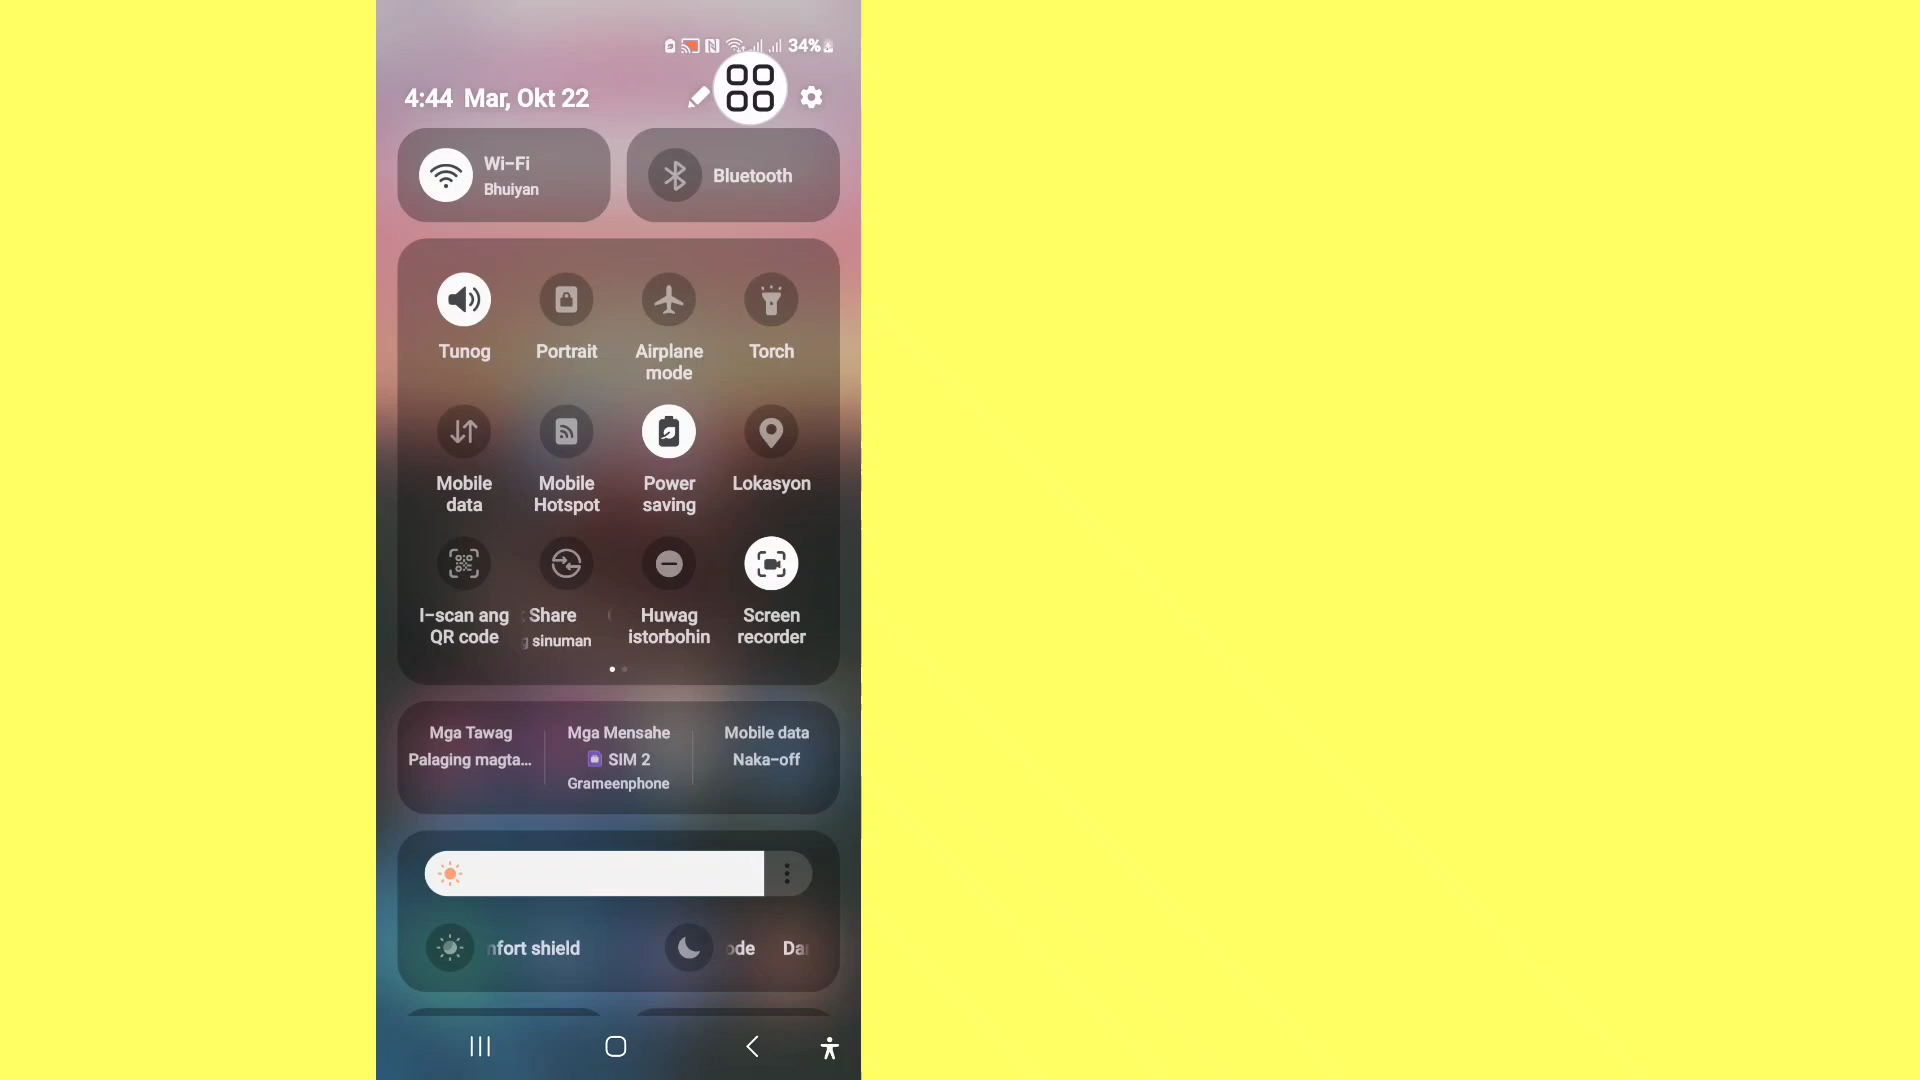 34%
4:44 Mar, Okt 22
Wi-Fi
Bhuiyan
Bluetooth
Tunog
Portrait
Airplane
mode
Torch
Mobile
data
Mobile
Hotspot
Power
saving
Lokasyon
I-scan ang
QR code
Share
sinuman
Huwag
istorbohin
Screen
recorder
Mga Tawag
Palaging magta...
Mga Mensahe
SIM 2
Grameenphone
Mobile data
Naka-off
nfort shield
ode Da